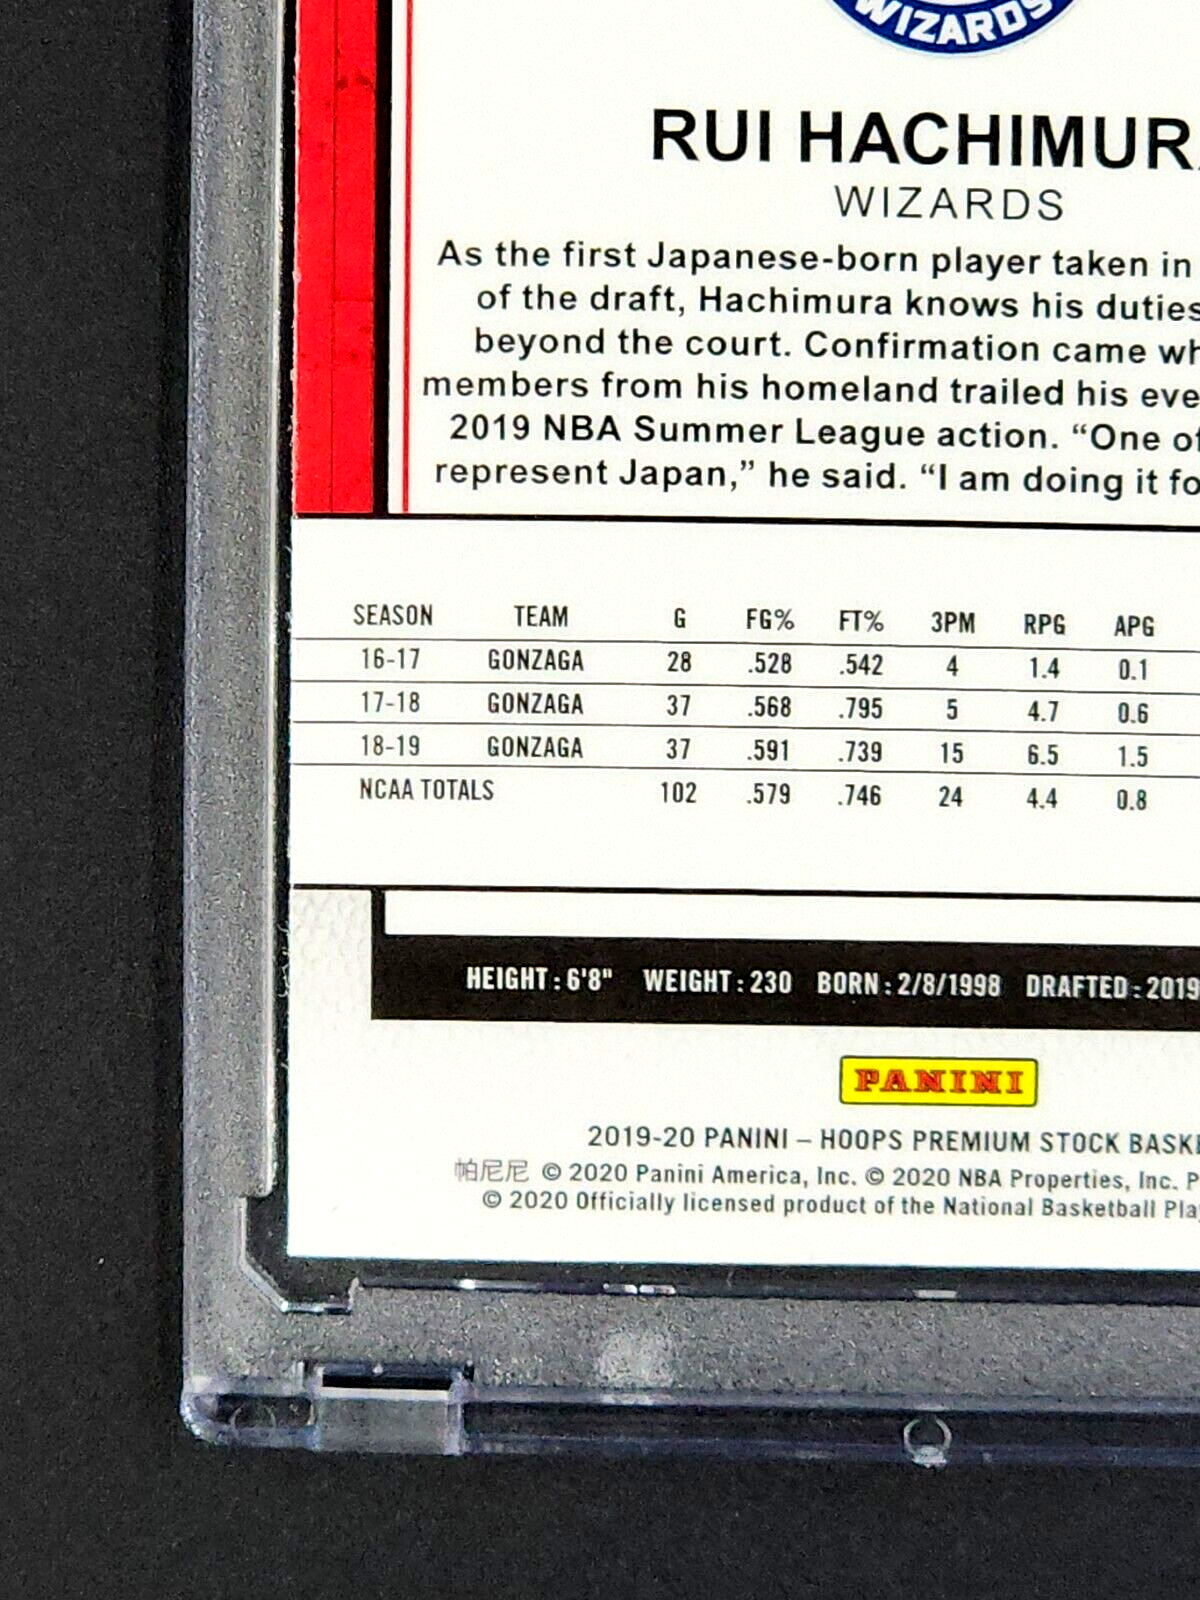 WIZARDS
RUI HACHIMURA
WIZARDS
As the first Japanese-born player taken in
of the draft, Hachimura knows his duties
beyond the court. Confirmation came wh
members from his homeland trailed his eve
2019 NBA Summer League action. “One of
represent Japan,” he said. “I am doing it fo
SEASON TEAM G FG% FT% 3PM RPG APG
16-17 GONZAGA 28 .528 .542 4 1.4 0.1
17-18 GONZAGA 37 .568 .795 5 4.7 0.6
18-19 GONZAGA 37 .591 .739 15 6.5 1.5
NCAA TOTALS 102 .579 .746 24 4.4 0.8
HEIGHT: 6'8" WEIGHT: 230 BORN: 2/8/1998 DRAFTED: 2019
PANINI
2019-20 PANINI – HOOPS PREMIUM STOCK BASKE
帕尼尼 © 2020 Panini America, Inc. © 2020 NBA Properties, Inc. P
© 2020 Officially licensed product of the National Basketball Pla